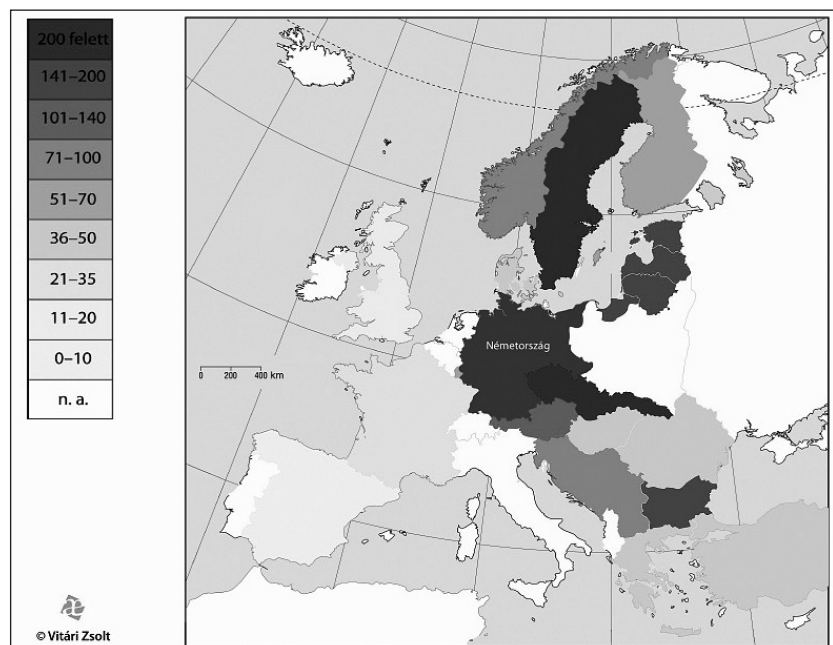 200 felett
141–200
101–140
71–100
51–70
36–50
21–35
11–20
0–10
n. a.
Németország
0 200 400 km
© Vitári Zsolt